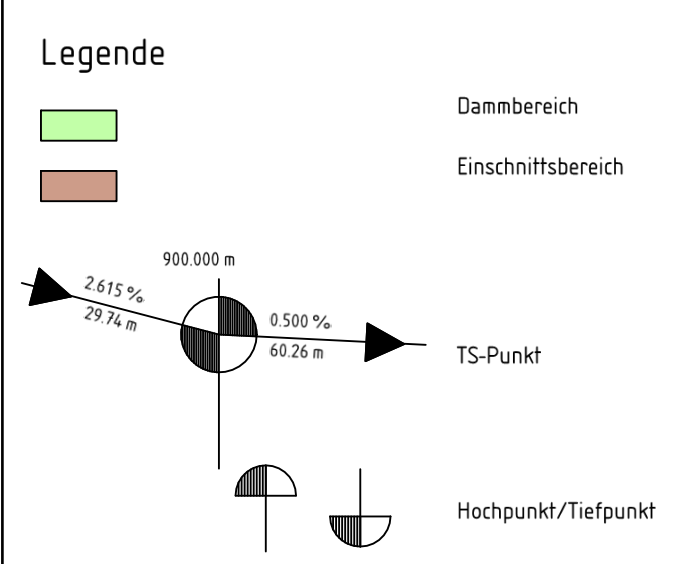 Legende
Dammbereich
Einschnittsbereich
900.000 m
2.615 %
29.74 m
0.500 %
60.26 m
TS-Punkt
Hochpunkt/Tiefpunkt